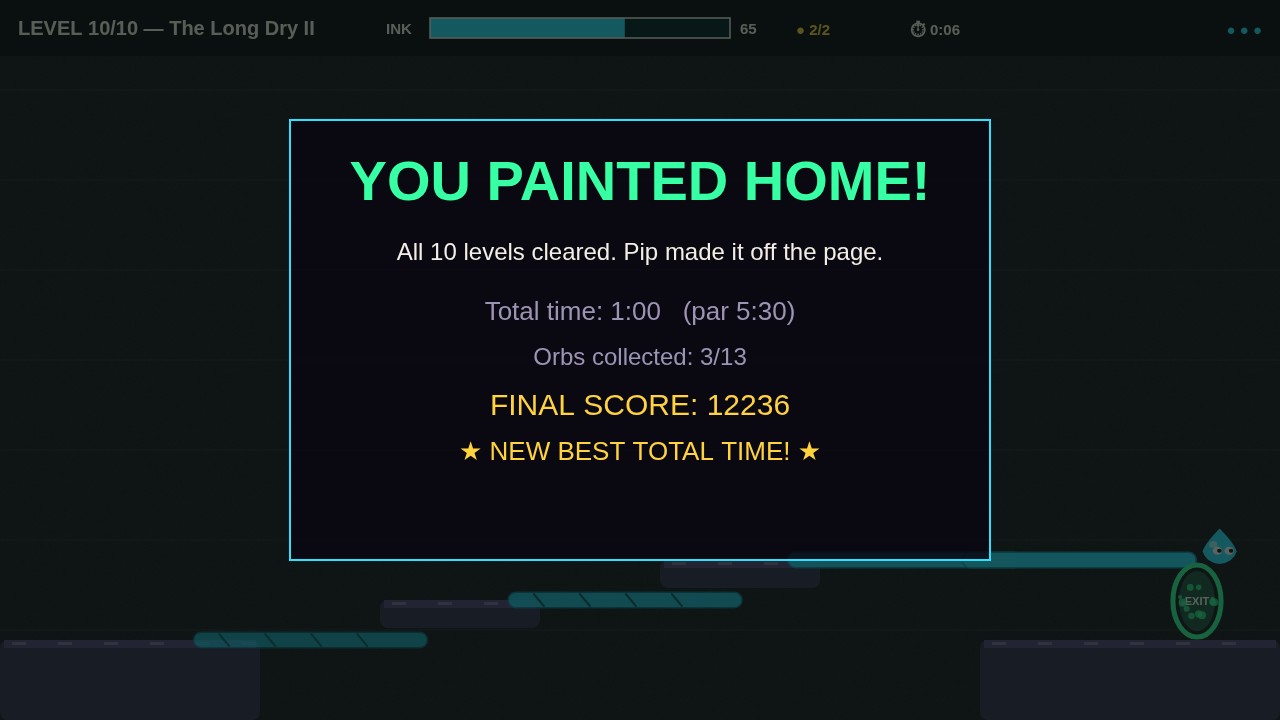 LEVEL 10/10 — The Long Dry II INK 65 ● 2/2 ⏱ 0:06
YOU PAINTED HOME!
All 10 levels cleared. Pip made it off the page.
Total time: 1:00 (par 5:30)
Orbs collected: 3/13
FINAL SCORE: 12236
★ NEW BEST TOTAL TIME! ★
EXIT